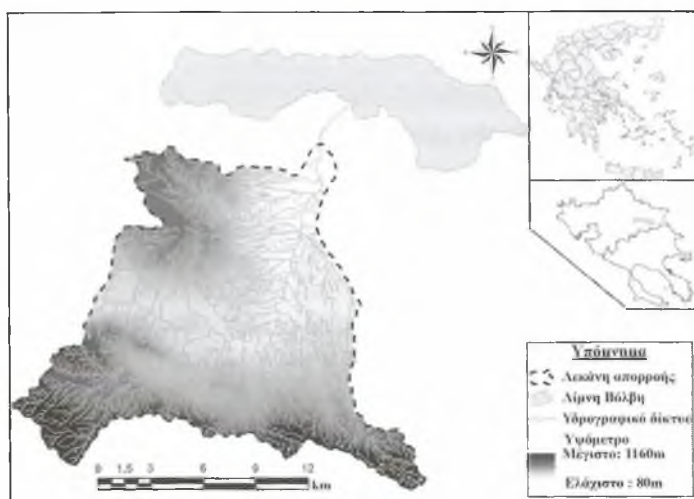 Υπόμνημα
Λεκάνη απορροής
Λίμνη Βόλβη
Υδρογραφικό δίκτυο
Υψόμετρο
Μέγιστο: 1160m
Ελάχιστο : 80m
0 1,5 3 6 9 12
km